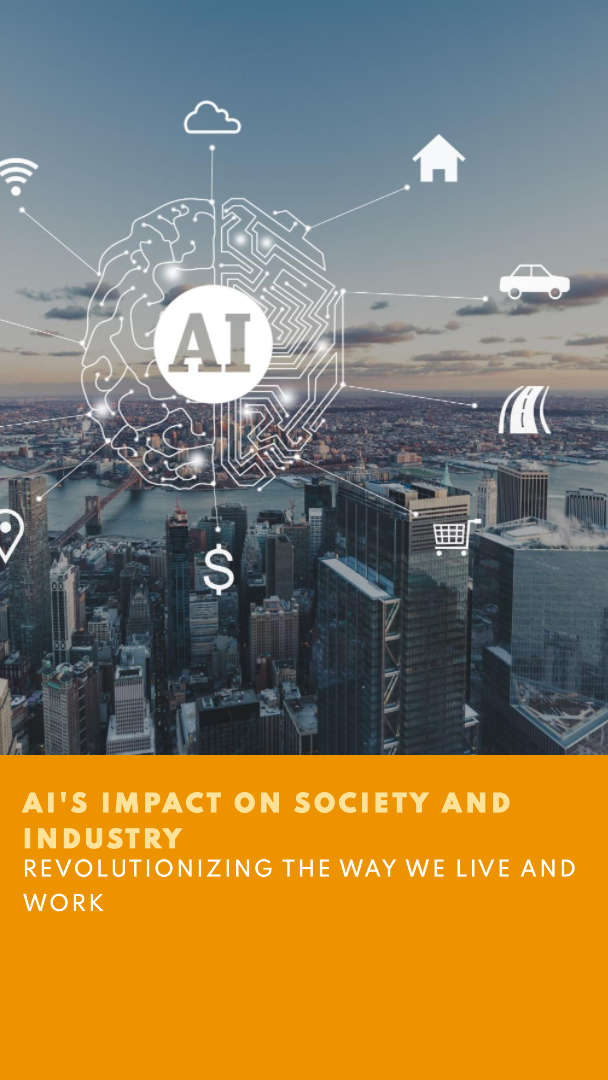 AI
$
AI'S IMPACT ON SOCIETY AND
INDUSTRY
REVOLUTIONIZING THE WAY WE LIVE AND
WORK